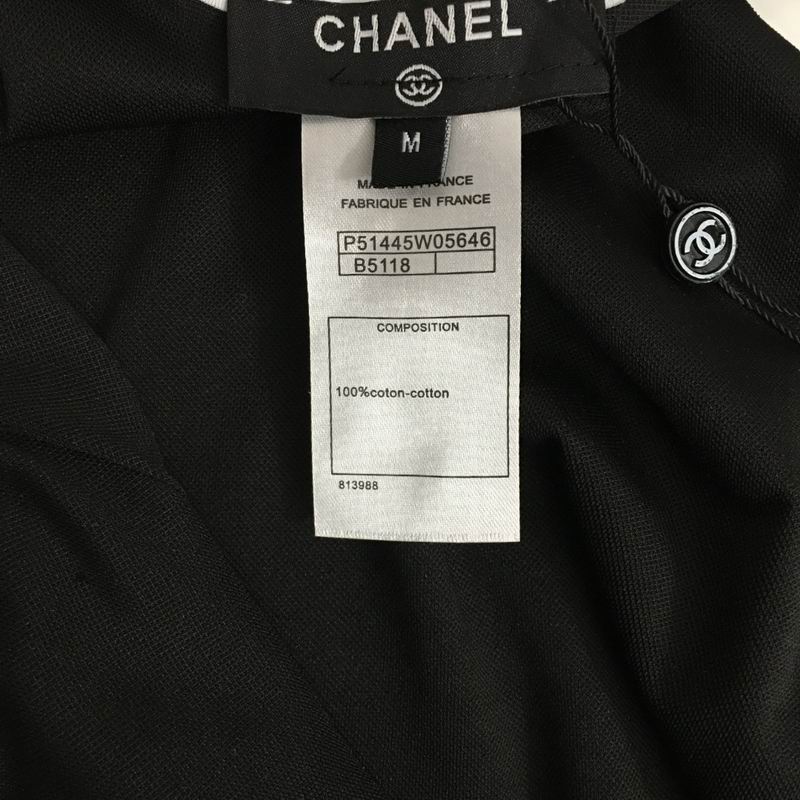 CHANEL
M
MADE IN FRANCE
FABRIQUE EN FRANCE
P51445W05646
B5118
COMPOSITION
100%coton-cotton
813988